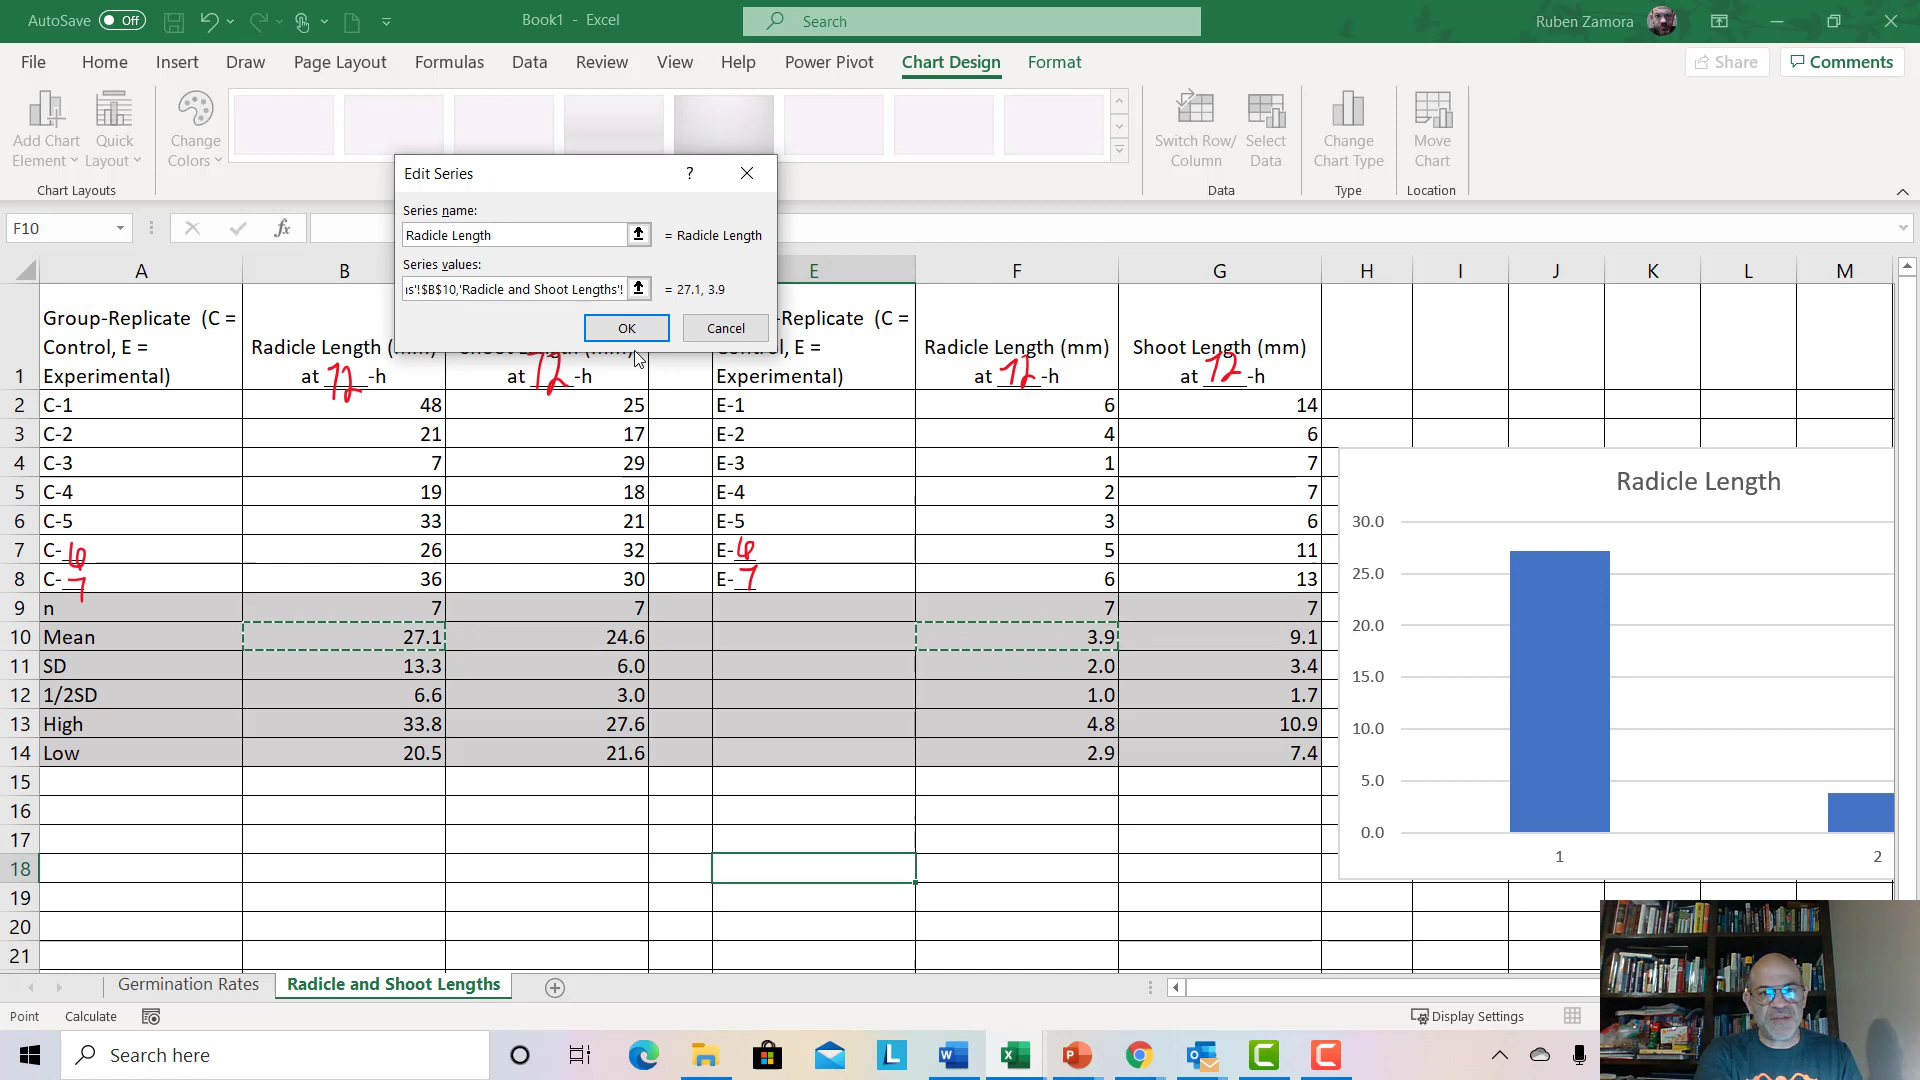 AutoSave Off Book1 - Excel Search Ruben Zamora
File Home Insert Draw Page Layout Formulas Data Review View Help Power Pivot Chart Design Format Share Comments
Add Chart Element Quick Layout Change Colors Switch Row/ Column Select Data Change Chart Type Move Chart
Chart Layouts Data Type Location
Edit Series ?
Series name:
Radicle Length = Radicle Length
Series values:
s'!$B$10,'Radicle and Shoot Lengths'! = 27.1, 3.9
OK Cancel
F10 fx
A B E F G H I J K L M
1 Group-Replicate (C = Control, E = Experimental) Radicle Length ( at 72 -h at 72 -h -Replicate (C = E = Experimental) Radicle Length (mm) at 72 -h Shoot Length (mm) at 72 -h
2 C-1 48 25 E-1 6 14
3 C-2 21 17 E-2 4 6
4 C-3 7 29 E-3 1 7
5 C-4 19 18 E-4 2 7
6 C-5 33 21 E-5 3 6
7 C-6 26 32 E-6 5 11
8 C-7 36 30 E-7 6 13
9 n 7 7 7 7
10 Mean 27.1 24.6 3.9 9.1
11 SD 13.3 6.0 2.0 3.4
12 1/2SD 6.6 3.0 1.0 1.7
13 High 33.8 27.6 4.8 10.9
14 Low 20.5 21.6 2.9 7.4
15
16
17
18
19
20
21
Radicle Length
30.0
25.0
20.0
15.0
10.0
5.0
0.0
1 2
Germination Rates Radicle and Shoot Lengths
Point Calculate Display Settings
Search here